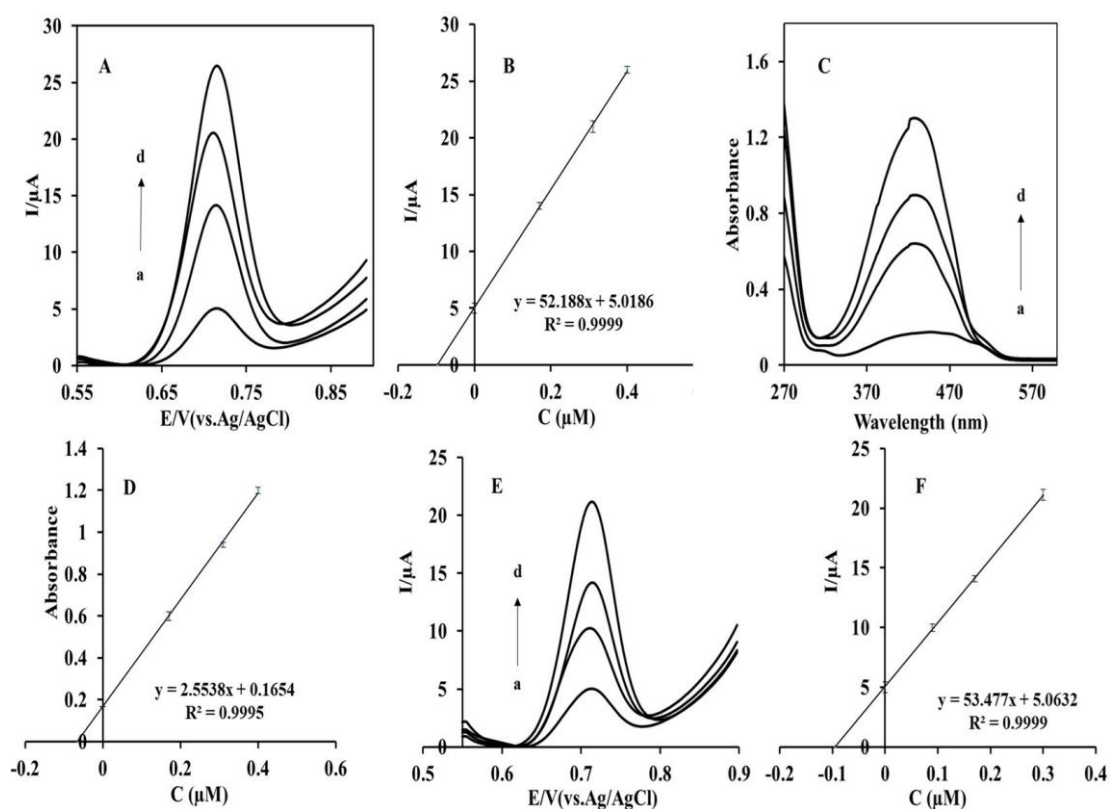 A
I/µA
30
25
20
15
10
5
0
d
a
0.55
0.65
0.75
0.85
E/V(vs.Ag/AgCl)
B
I/µA
30
25
20
15
10
5
0
y = 52.188x + 5.0186
R² = 0.9999
-0.2
0
0.2
0.4
C (µM)
C
Absorbance
1.6
1.2
0.8
0.4
0
d
a
270
370
470
570
Wavelength (nm)
D
Absorbance
1.4
1.2
1
0.8
0.6
0.4
0.2
0
y = 2.5538x + 0.1654
R² = 0.9995
-0.2
0
0.2
0.4
0.6
C (µM)
E
I/µA
25
20
15
10
5
0
d
a
0.5
0.6
0.7
0.8
0.9
E/V(vs.Ag/AgCl)
F
I/µA
25
20
15
10
5
0
y = 53.477x + 5.0632
R² = 0.9999
-0.2
-0.1
0
0.1
0.2
0.3
0.4
C (µM)